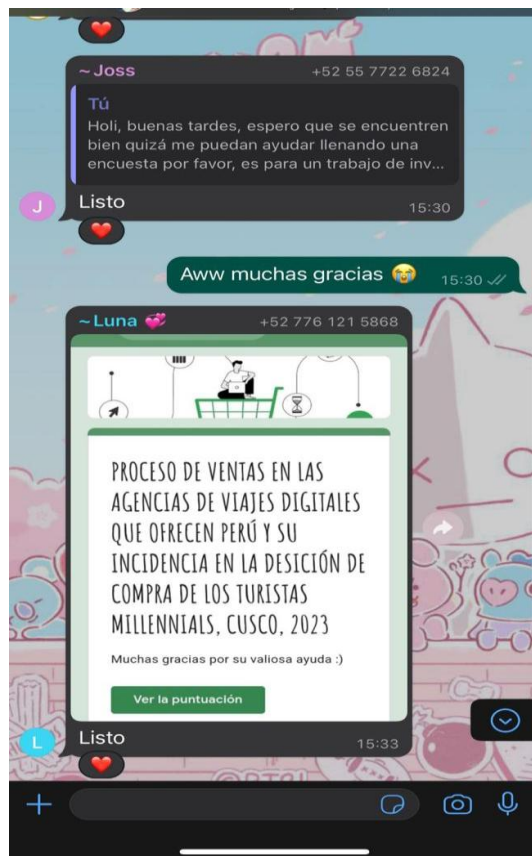 ~Joss +52 55 7722 6824
Tú
Holi, buenas tardes, espero que se encuentren
bien quizá me puedan ayudar llenando una
encuesta por favor, es para un trabajo de inv...
J
Listo 15:30
Aww muchas gracias 😭 15:30
~Luna 💞 +52 776 121 5868
PROCESO DE VENTAS EN LAS
AGENCIAS DE VIAJES DIGITALES
QUE OFRECEN PERÚ Y SU
INCIDENCIA EN LA DESICIÓN DE
COMPRA DE LOS TURISTAS
MILLENNIALS, CUSCO, 2023
Muchas gracias por su valiosa ayuda :)
Ver la puntuación
L
Listo 15:33